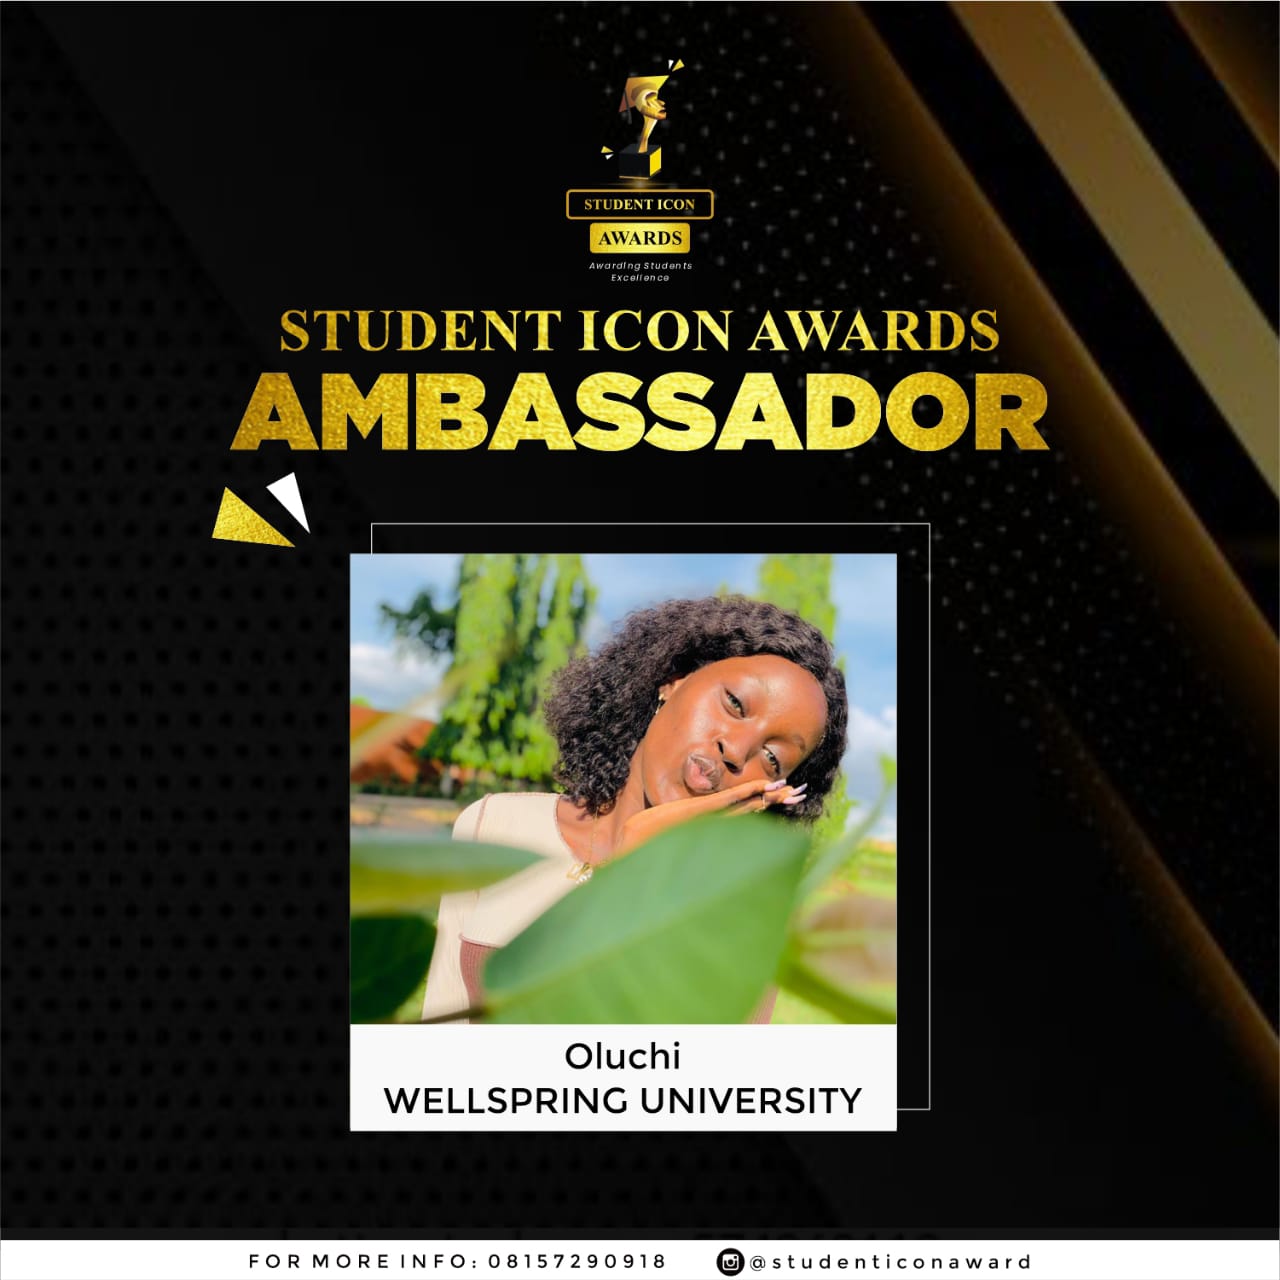 STUDENT ICON
AWARDS
Awarding Students
Excellence
STUDENT ICON AWARDS
AMBASSADOR
Oluchi
WELLSPRING UNIVERSITY
FOR MORE INFO: 08157290918 @studenticonaward